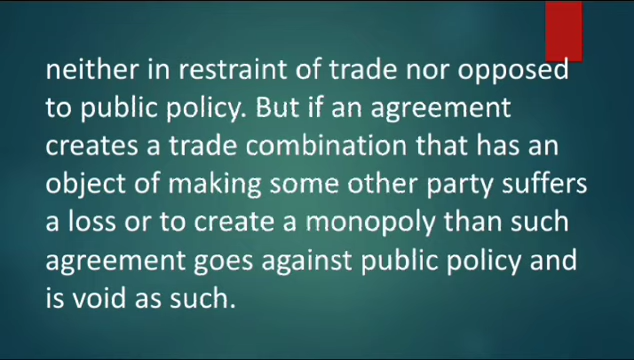 neither in restraint of trade nor opposed
to public policy. But if an agreement
creates a trade combination that has an
object of making some other party suffers
a loss or to create a monopoly than such
agreement goes against public policy and
is void as such.